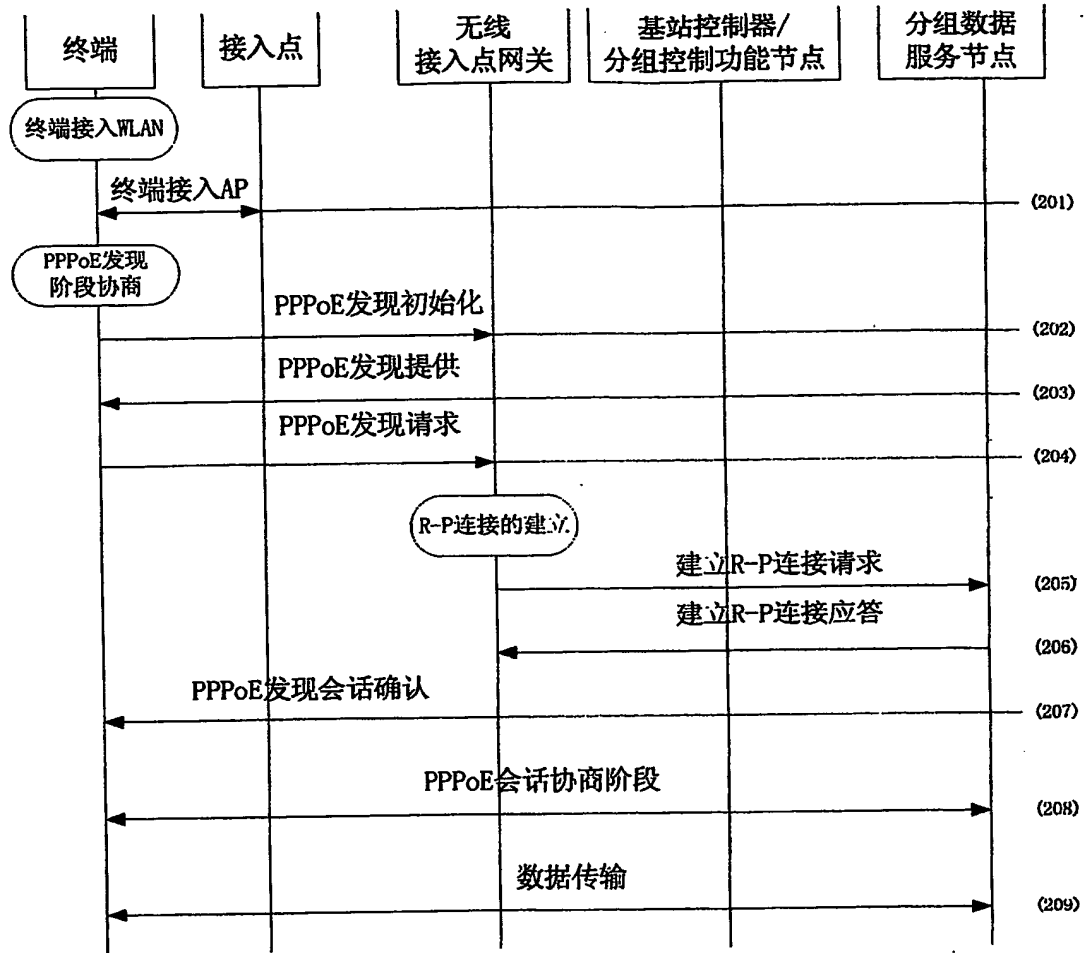 终端
接入点
无线
接入点网关
基站控制器/
分组控制功能节点
分组数据
服务节点
终端接入WLAN
终端接入AP
(201)
PPPoE发现
阶段协商
PPPoE发现初始化
(202)
PPPoE发现提供
(203)
PPPoE发现请求
(204)
R-P连接的建立
建立R-P连接请求
(205)
建立R-P连接应答
(206)
PPPoE发现会话确认
(207)
PPPoE会话协商阶段
(208)
数据传输
(209)